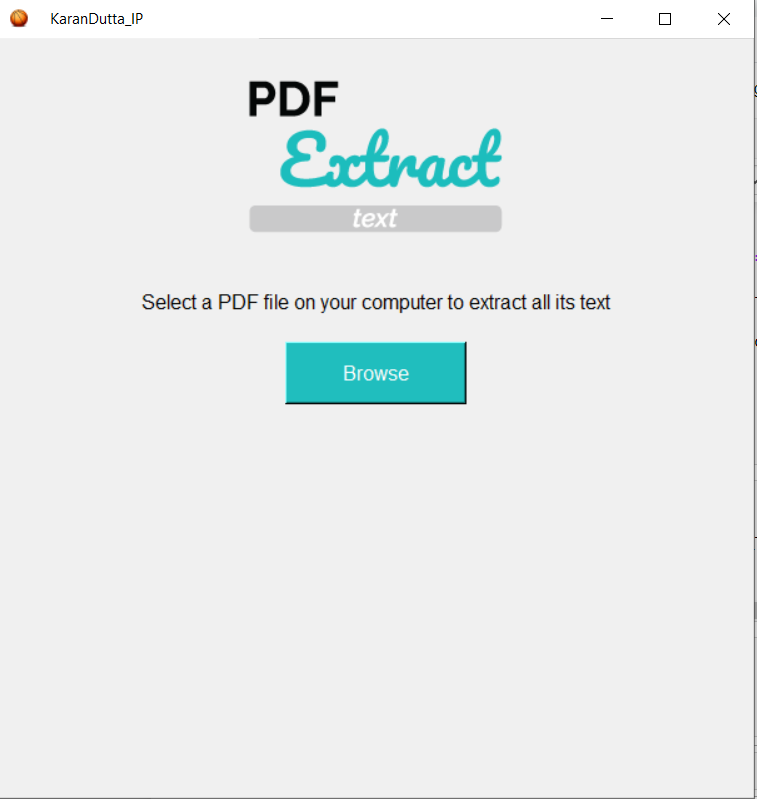 KaranDutta_IP
PDF
Extract
text
Select a PDF file on your computer to extract all its text
Browse